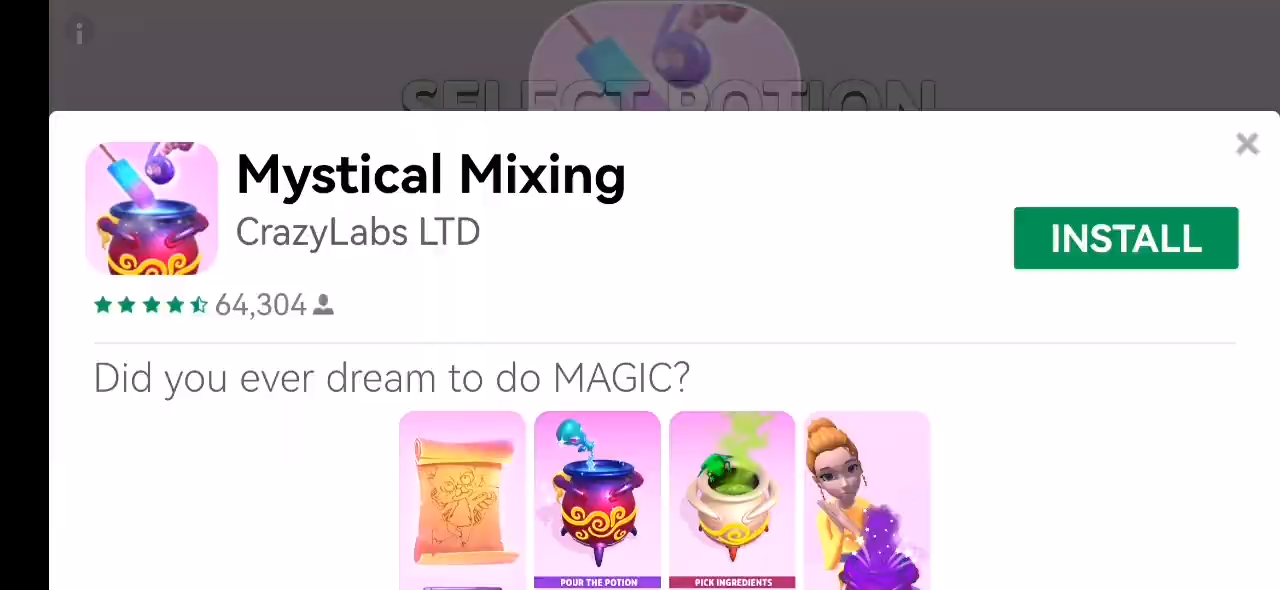 SELECT POTION
Mystical Mixing
CrazyLabs LTD
INSTALL
64,304
Did you ever dream to do MAGIC?
POUR THE POTION
PICK INGREDIENTS